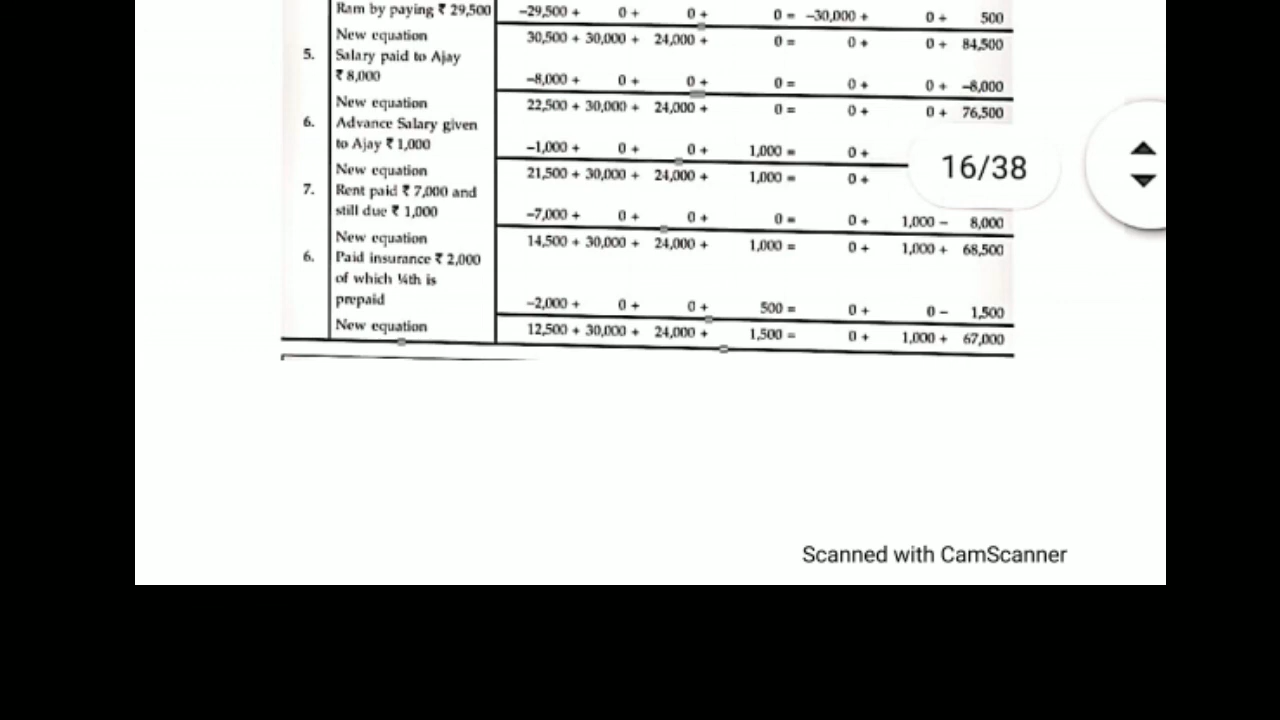 Ram by paying ₹ 29,500 −29,500 + 0 + 0 + 0 = −30,000 + 0 + 500
New equation 30,500 + 30,000 + 24,000 + 0 = 0 + 0 + 84,500
5. Salary paid to Ajay
₹ 8,000 −8,000 + 0 + 0 + 0 = 0 + 0 + −8,000
New equation 22,500 + 30,000 + 24,000 + 0 = 0 + 0 + 76,500
6. Advance Salary given
to Ajay ₹ 1,000 −1,000 + 0 + 0 + 1,000 = 0 +
New equation 21,500 + 30,000 + 24,000 + 1,000 = 0 +
16/38
7. Rent paid ₹ 7,000 and
still due ₹ 1,000 −7,000 + 0 + 0 + 0 = 0 + 1,000 − 8,000
New equation 14,500 + 30,000 + 24,000 + 1,000 = 0 + 1,000 + 68,500
6. Paid insurance ₹ 2,000
of which ¼th is
prepaid −2,000 + 0 + 0 + 500 = 0 + 0 − 1,500
New equation 12,500 + 30,000 + 24,000 + 1,500 = 0 + 1,000 + 67,000
Scanned with CamScanner